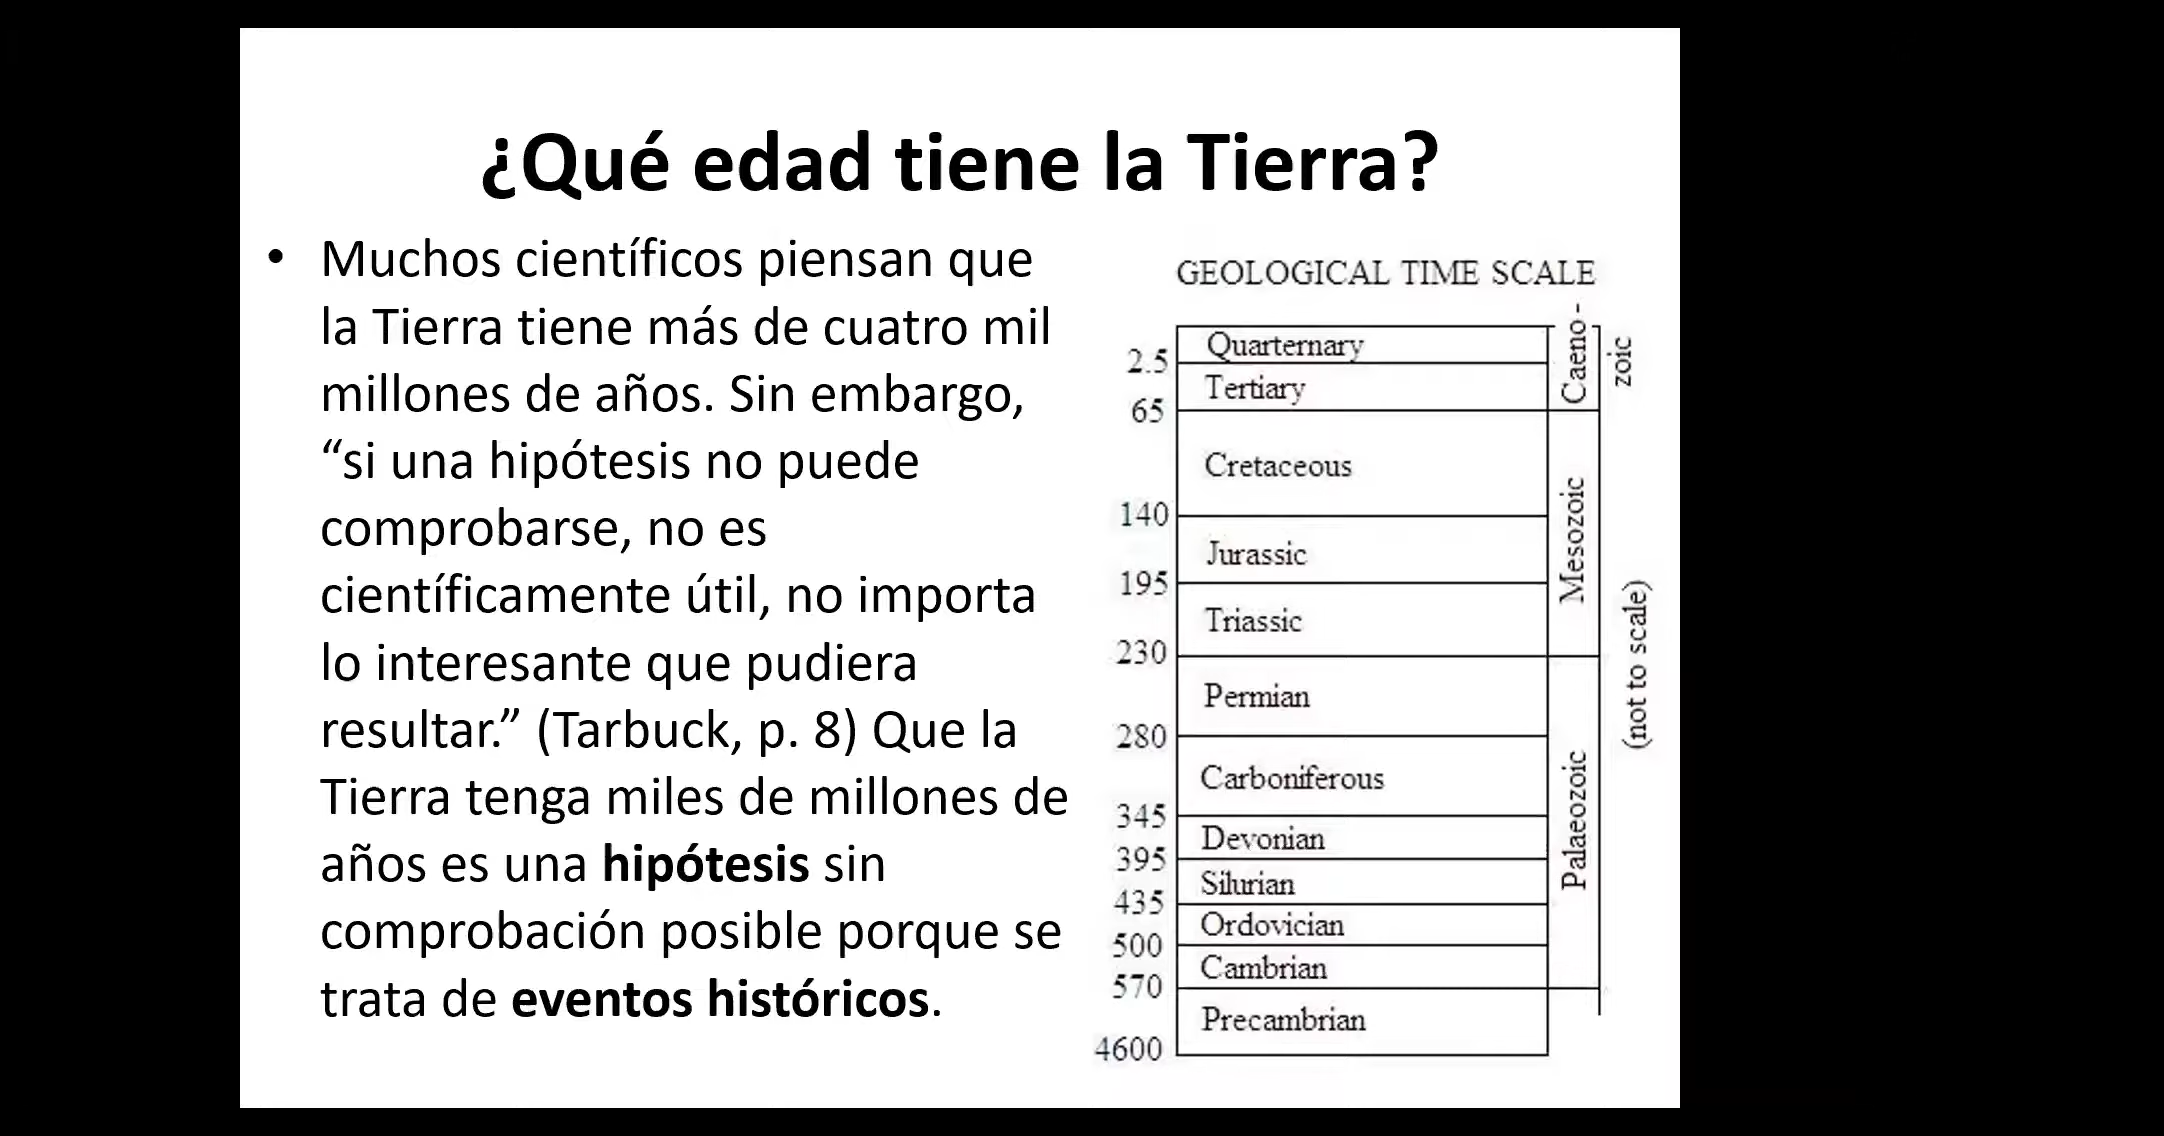 ¿Qué edad tiene la Tierra?
• Muchos científicos piensan que
la Tierra tiene más de cuatro mil
millones de años. Sin embargo,
“si una hipótesis no puede
comprobarse, no es
científicamente útil, no importa
lo interesante que pudiera
resultar.” (Tarbuck, p. 8) Que la
Tierra tenga miles de millones de
años es una hipótesis sin
comprobación posible porque se
trata de eventos históricos.
GEOLOGICAL TIME SCALE
Quarternary
2.5
Tertiary
65
Cretaceous
140
Jurassic
195
Triassic
230
Permian
280
Carboniferous
345
Devonian
395
Silurian
435
Ordovician
500
Cambrian
570
Precambrian
4600
Caeno-
zoic
Mesozoic
Palaeozoic
(not to scale)